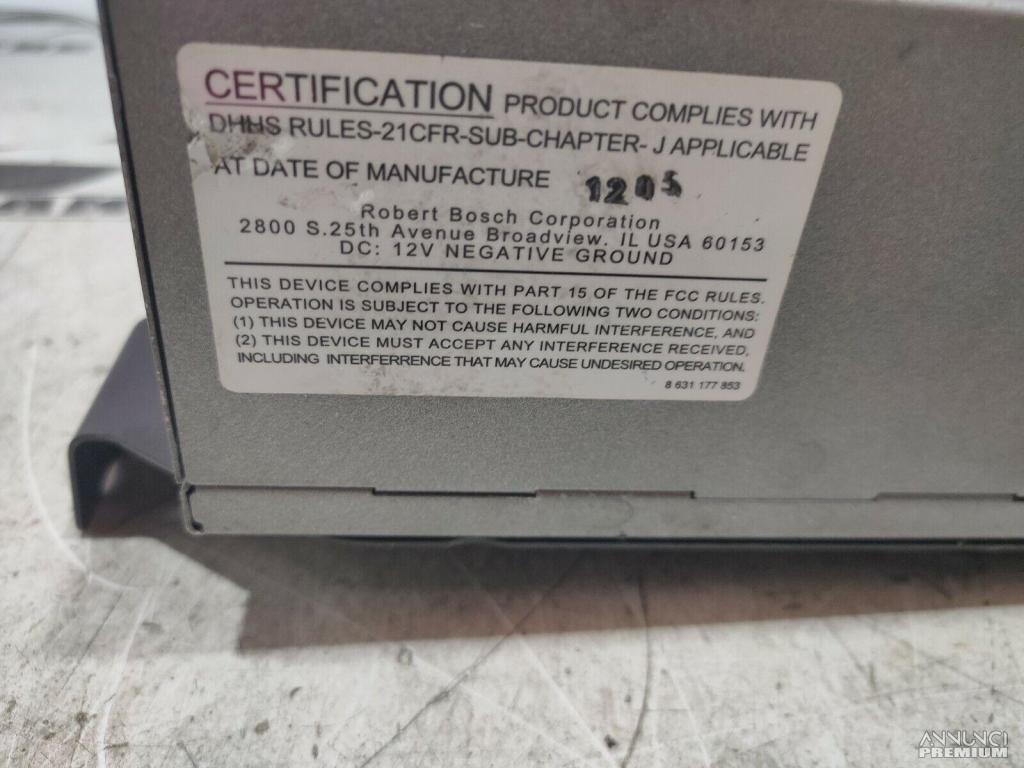 CERTIFICATION PRODUCT COMPLIES WITH
DHHS RULES-21CFR-SUB-CHAPTER- J APPLICABLE
AT DATE OF MANUFACTURE 1205
Robert Bosch Corporation
2800 S.25th Avenue Broadview. IL USA 60153
DC: 12V NEGATIVE GROUND
THIS DEVICE COMPLIES WITH PART 15 OF THE FCC RULES.
OPERATION IS SUBJECT TO THE FOLLOWING TWO CONDITIONS:
(1) THIS DEVICE MAY NOT CAUSE HARMFUL INTERFERENCE, AND
(2) THIS DEVICE MUST ACCEPT ANY INTERFERENCE RECEIVED,
INCLUDING INTERFERRENCE THAT MAY CAUSE UNDESIRED OPERATION.
8 631 177 853
ANNUNCI
PREMIUM